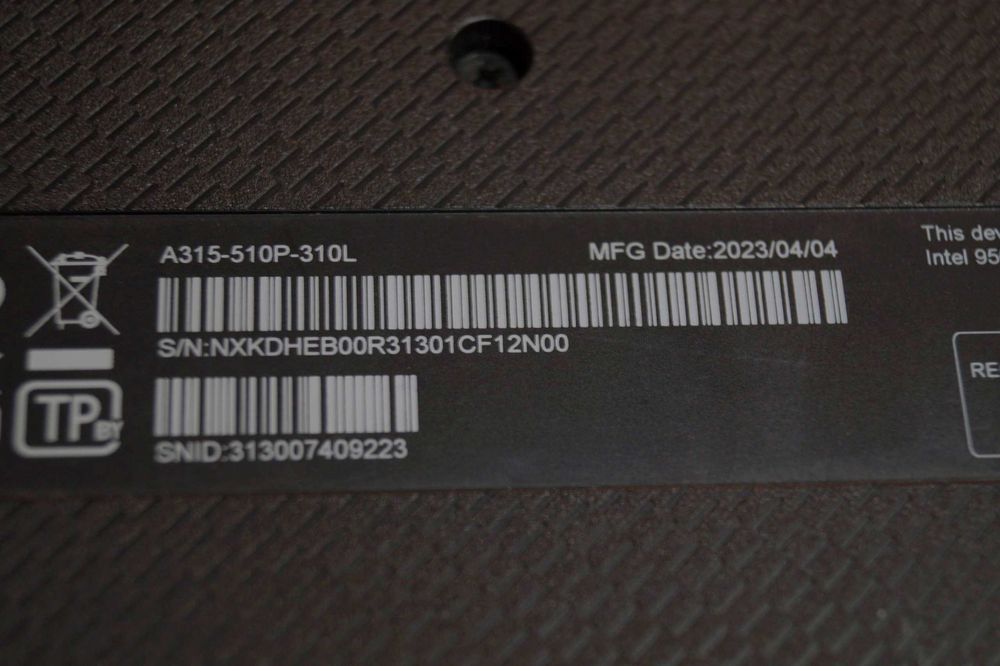 A315-510P-310L
MFG Date:2023/04/04
S/N:NXKDHEB00R31301CF12N00
SNID:313007409223
TP
BY
This dev
Intel 95
RE